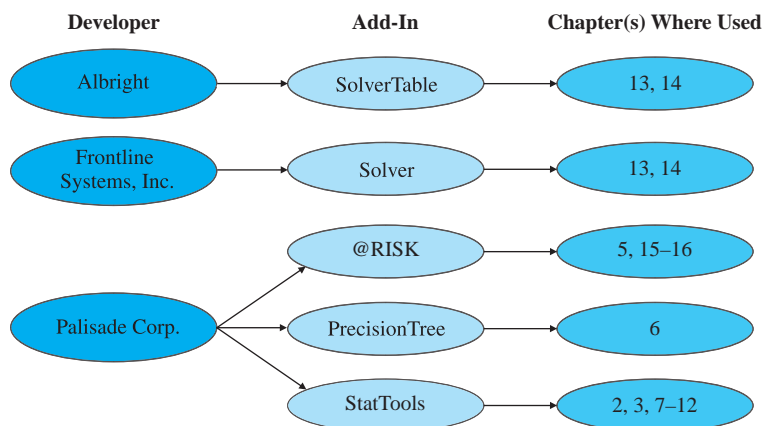 Developer Add-In Chapter(s) Where Used
Albright SolverTable 13, 14
Frontline
Systems, Inc. Solver 13, 14
@RISK 5, 15–16
Palisade Corp. PrecisionTree 6
StatTools 2, 3, 7–12